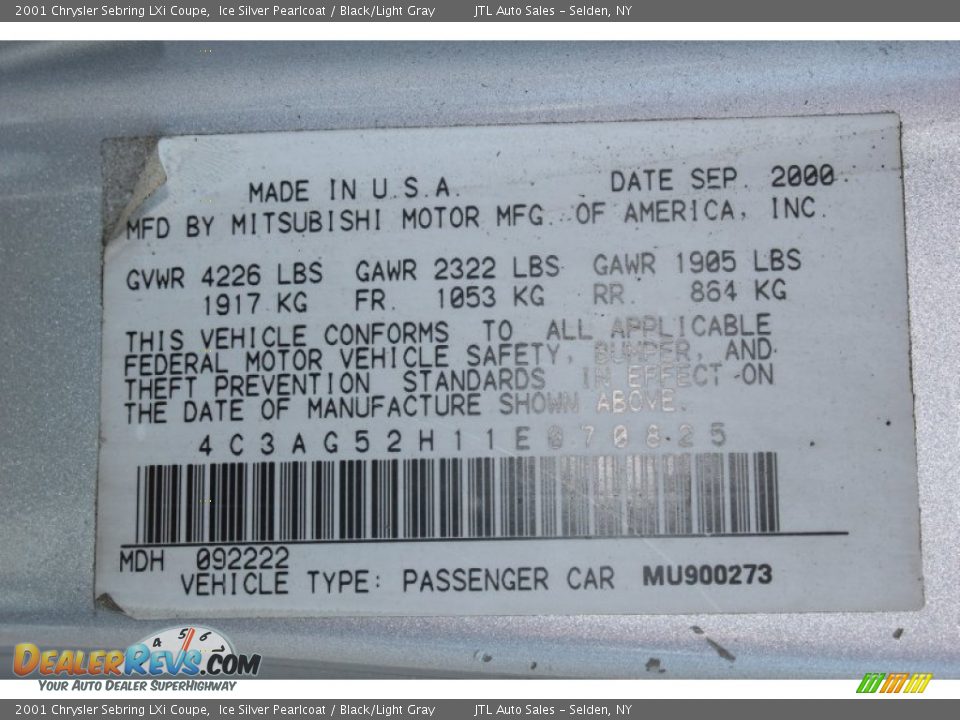 2001 Chrysler Sebring LXi Coupe, Ice Silver Pearlcoat / Black/Light Gray JTL Auto Sales - Selden, NY
MADE IN U.S.A. DATE SEP. 2000
MFD BY MITSUBISHI MOTOR MFG. OF AMERICA, INC.
GVWR 4226 LBS GAWR 2322 LBS GAWR 1905 LBS
1917 KG FR. 1053 KG RR. 864 KG
THIS VEHICLE CONFORMS TO ALL APPLICABLE
FEDERAL MOTOR VEHICLE SAFETY, BUMPER, AND
THEFT PREVENTION STANDARDS IN EFFECT ON
THE DATE OF MANUFACTURE SHOWN ABOVE.
4C3AG52H11E070825
MDH 092222
VEHICLE TYPE: PASSENGER CAR MU900273
4 5 6
DealerRevs.com
Your Auto Dealer SuperHighway
2001 Chrysler Sebring LXi Coupe, Ice Silver Pearlcoat / Black/Light Gray JTL Auto Sales - Selden, NY